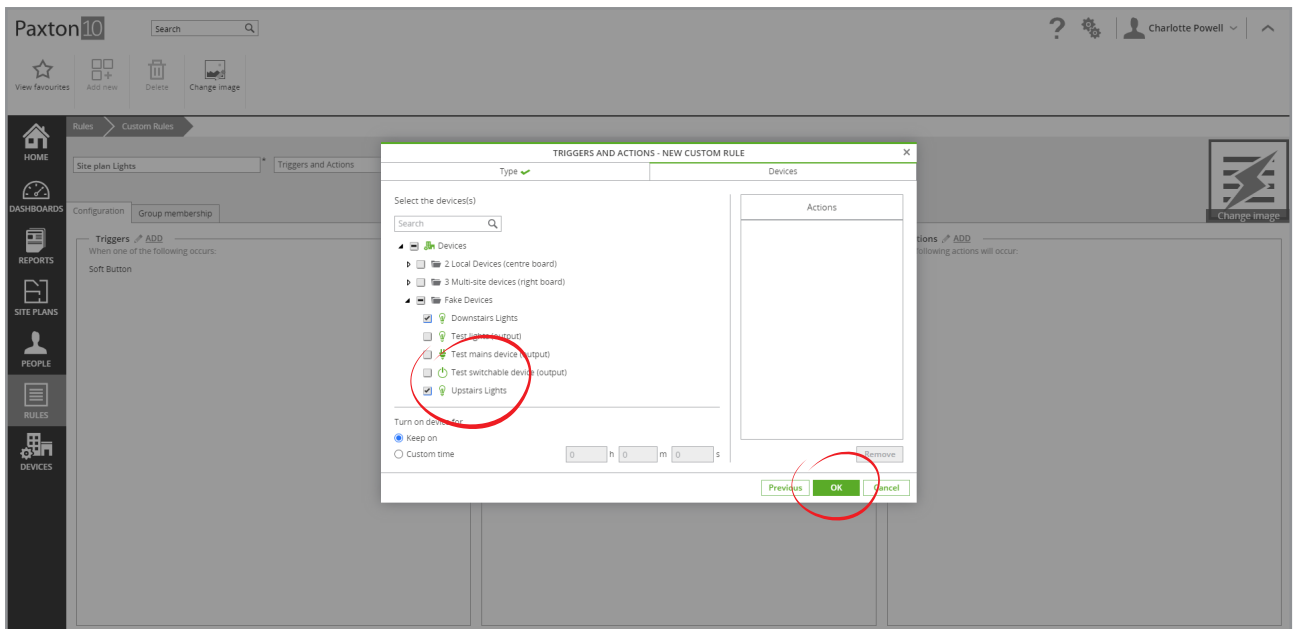 Paxton10
Search
Charlotte Powell
View favourites
Add new
Delete
Change image
Rules
Custom Rules
HOME
DASHBOARDS
REPORTS
SITE PLANS
PEOPLE
RULES
DEVICES
Site plan Lights
*
Triggers and Actions
Configuration
Group membership
Triggers ADD
When one of the following occurs:
Soft Button
TRIGGERS AND ACTIONS - NEW CUSTOM RULE
Type
Devices
Select the devices(s)
Search
Devices
2 Local Devices (centre board)
3 Multi-site devices (right board)
Fake Devices
Downstairs Lights
Test lights (output)
Test mains device (output)
Test switchable device (output)
Upstairs Lights
Turn on device for
Keep on
Custom time
0 h 0 m 0 s
Actions
Remove
Previous
OK
Cancel
tions ADD
following actions will occur:
Change image